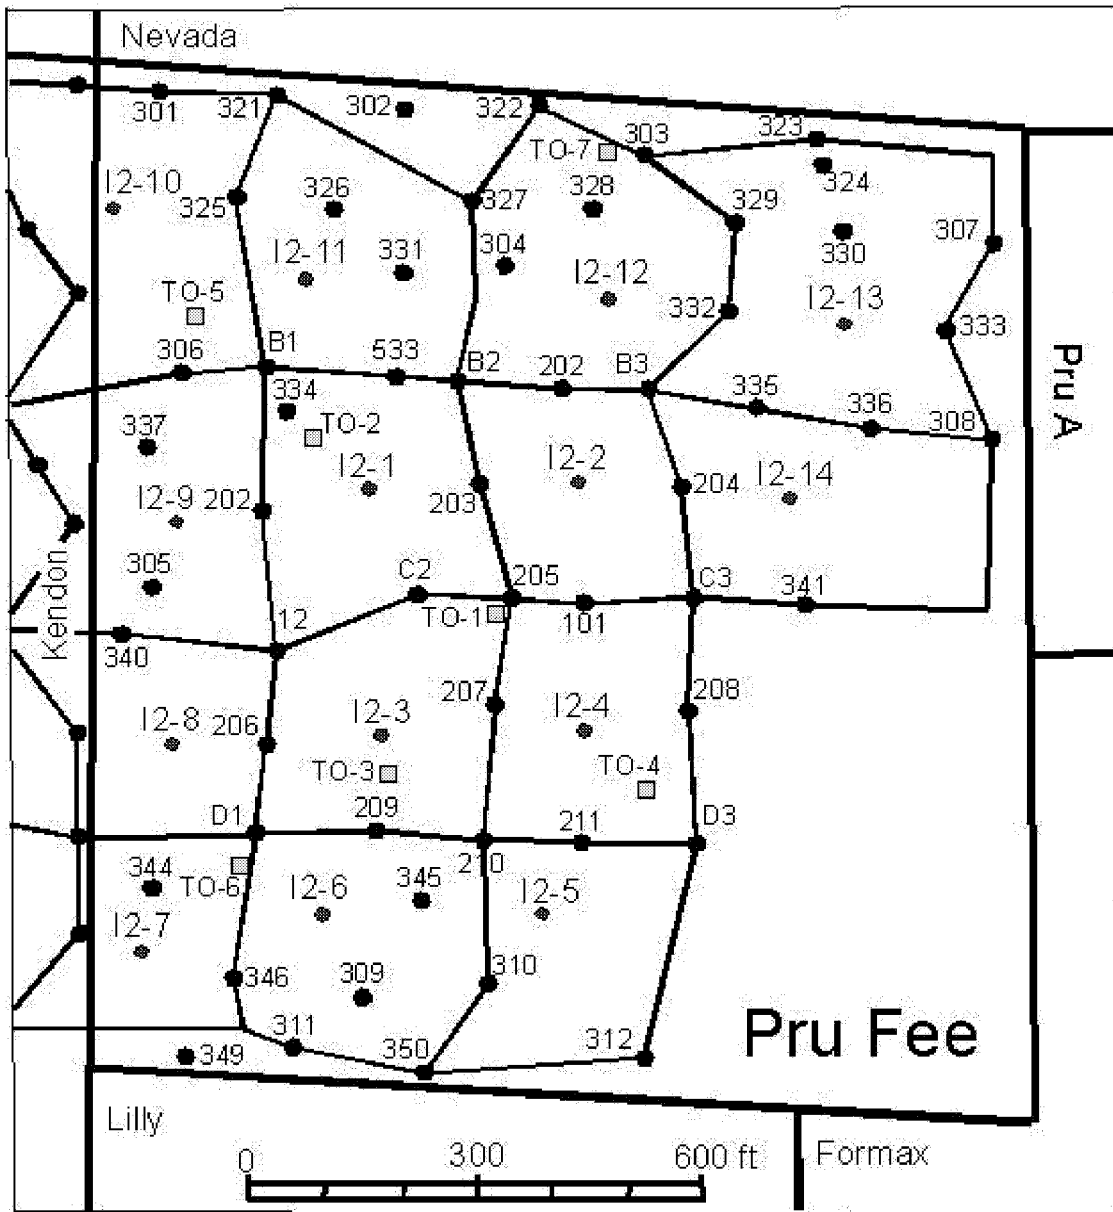 Nevada
301
321
302
322
303
323
TO-7
324
I2-10
325
326
327
328
329
307
330
331
304
I2-11
I2-12
I2-13
TO-5
332
333
306
B1
533
B2
202
B3
335
336
308
Pru A
334
337
TO-2
I2-1
I2-2
I2-14
I2-9
202
203
204
305
Kendon
C2
205
C3
341
12
TO-1
101
340
207
208
I2-8
206
I2-3
I2-4
TO-3
TO-4
D1
209
210
211
D3
344
TO-6
I2-6
345
I2-5
I2-7
346
309
310
311
350
312
Pru Fee
349
Lilly
Formax
0
300
600 ft